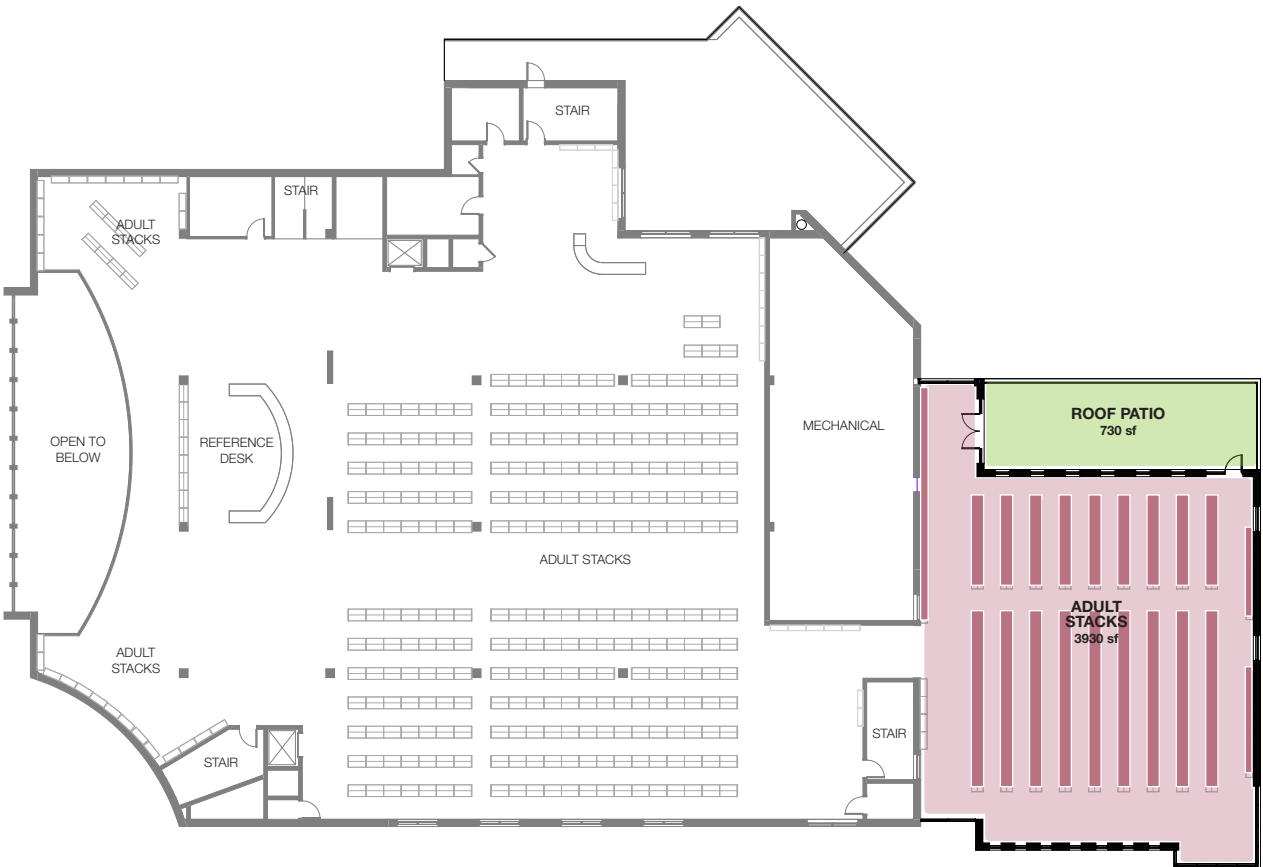 STAIR
STAIR
ADULT
STACKS
OPEN TO
BELOW
REFERENCE
DESK
MECHANICAL
ROOF PATIO
730 sf
ADULT STACKS
ADULT
STACKS
3930 sf
ADULT
STACKS
STAIR
STAIR